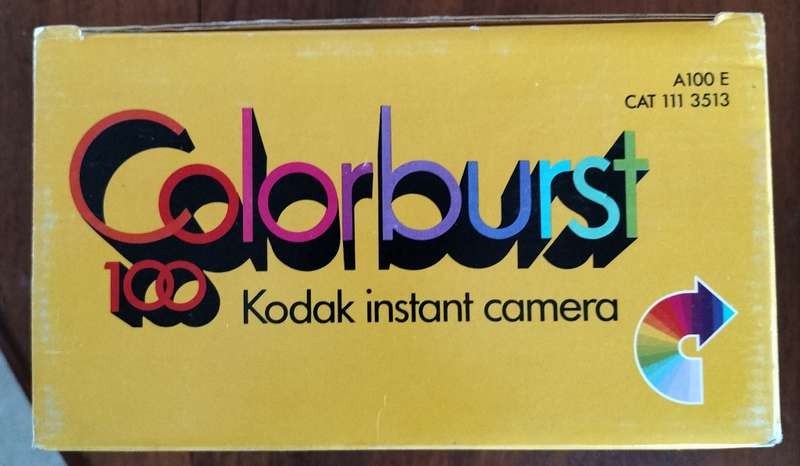 A100 E
CAT 111 3513
Colorburst
100
Kodak instant camera